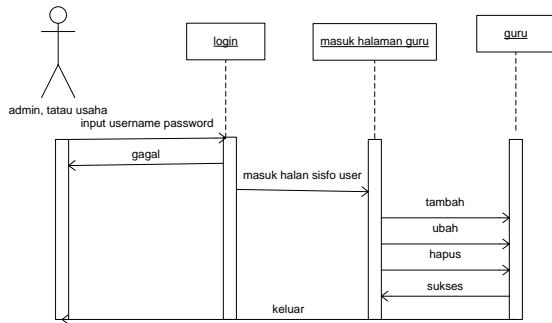 login
masuk halaman guru
guru
admin, tatau usaha
input username password
gagal
masuk halan sisfo user
tambah
ubah
hapus
sukses
keluar